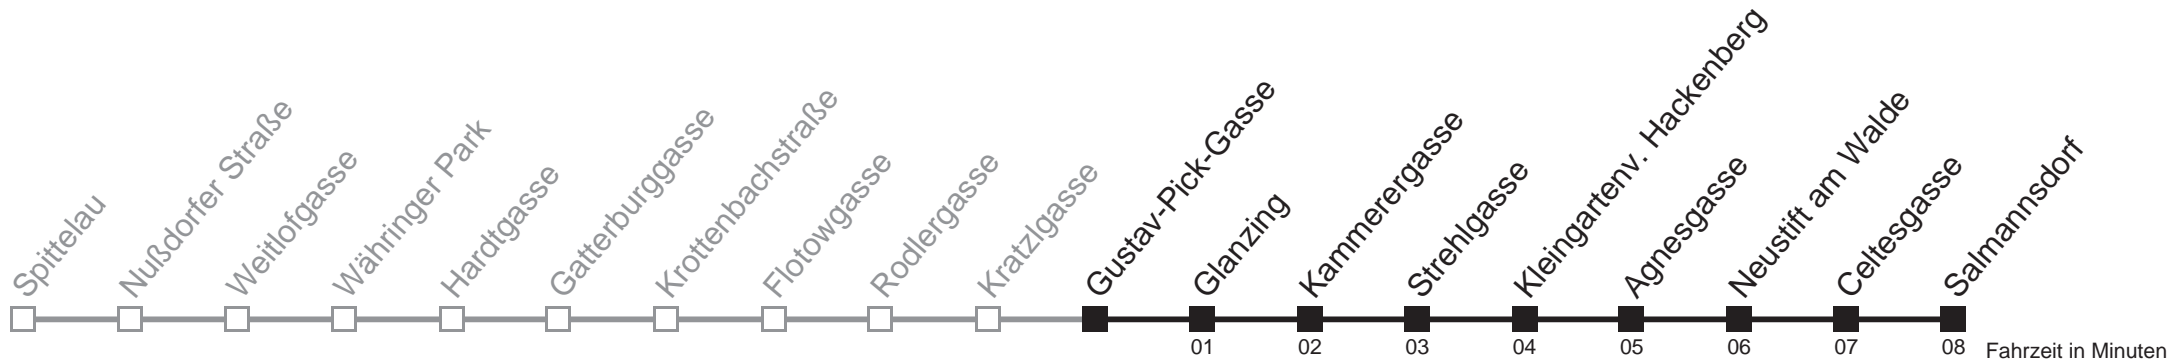 Spittelau
Nußdorfer Straße
Weitlofgasse
Währinger Park
Hardtgasse
Gatterburggasse
Krottenbachstraße
Flotowgasse
Rodlergasse
Kratzlgasse
Gustav-Pick-Gasse
Glanzing
Kammerergasse
Strehlgasse
Kleingartenv. Hackenberg
Agnesgasse
Neustift am Walde
Celtesgasse
Salmannsdorf
01 02 03 04 05 06 07 08 Fahrzeit in Minuten